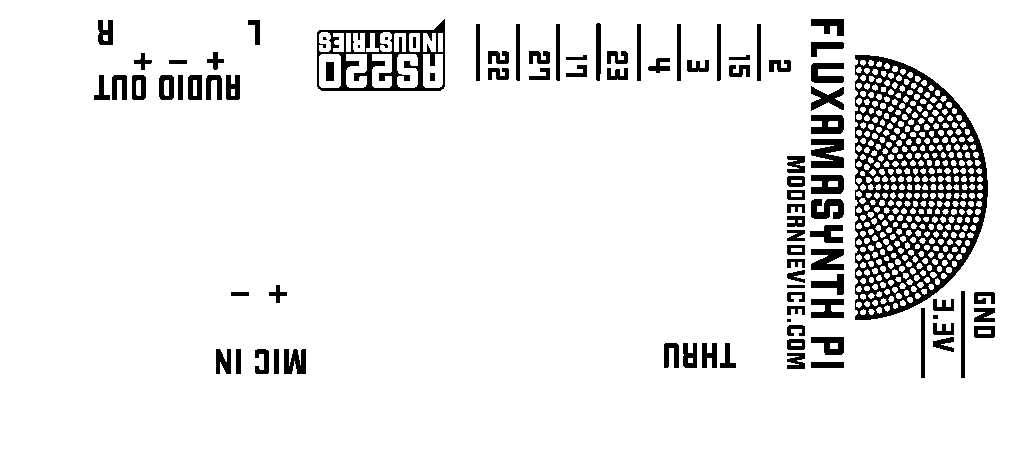 R
L
+ − +
AUDIO OUT
AS220
INDUSTRIES
22
27
17
23
4
3
15
2
FLUXAMASYNTH PI
MODERNDEVICE.COM
GND
3.3V
− +
MIC IN
THRU